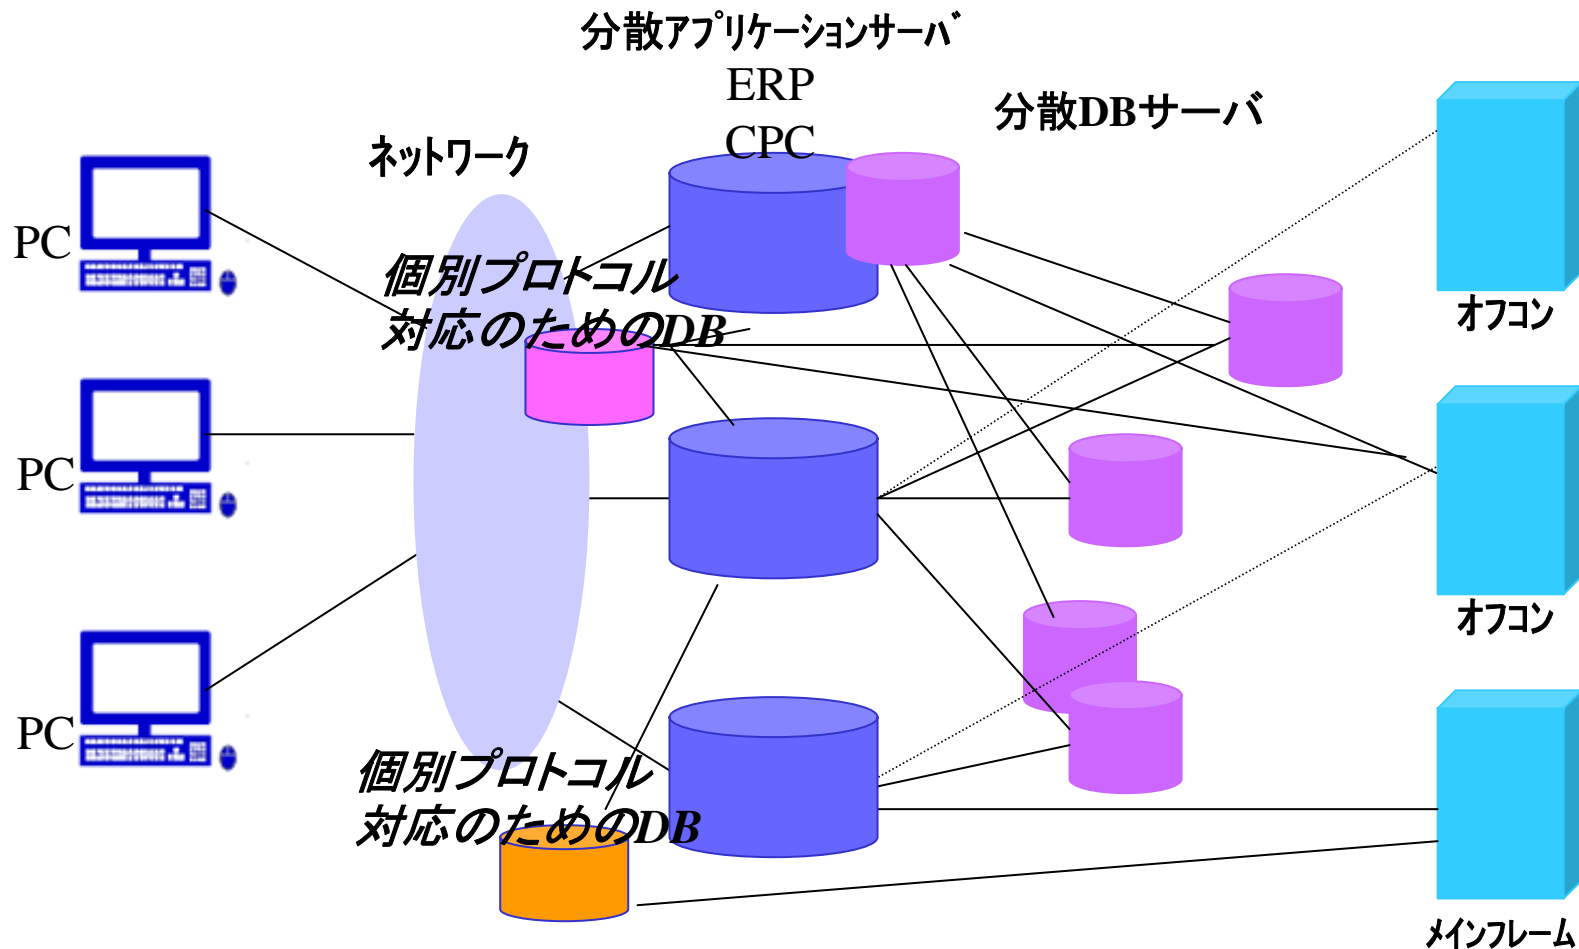 分散ｱﾌﾟﾘｹｰｼｮﾝｻｰﾊﾞ
ERP
CPC
分散DBサーバ
ﾈｯﾄﾜｰｸ
PC
個別プロトコル
対応のためのDB
オフコン
PC
オフコン
PC
個別プロトコル
対応のためのDB
ﾒｲﾝﾌﾚｰﾑ